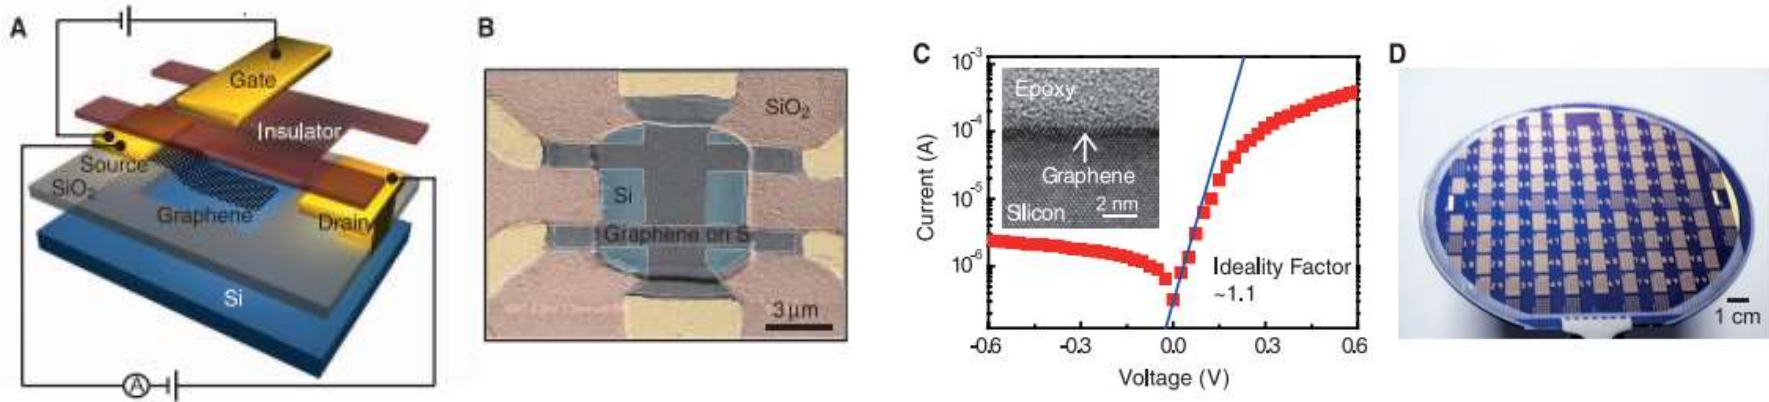 A
Gate
Insulator
Source
SiO₂
Graphene
Drain
Si
A
B
SiO₂
Si
Graphene on S
3 μm
C
10⁻³
10⁻⁴
10⁻⁵
10⁻⁶
Current (A)
Epoxy
Graphene
Silicon
2 nm
Ideality Factor
~1.1
-0.6
-0.3
0.0
0.3
0.6
Voltage (V)
D
1 cm